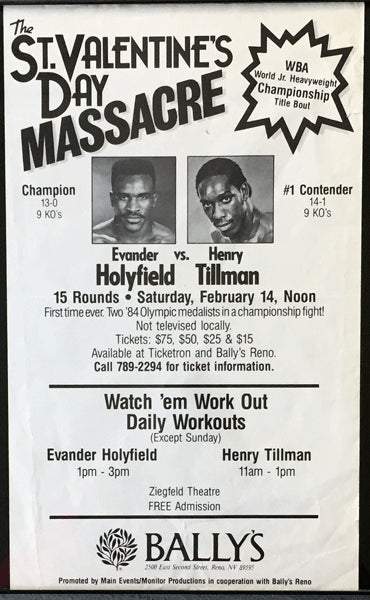 The
ST. VALENTINE'S
DAY
MASSACRE
WBA
World Jr. Heavyweight
Championship
Title Bout
Champion
13-0
9 KO's
#1 Contender
14-1
9 KO's
Evander vs. Henry
Holyfield Tillman
15 Rounds • Saturday, February 14, Noon
First time ever. Two '84 Olympic medalists in a championship fight!
Not televised locally.
Tickets: $75, $50, $25 & $15
Available at Ticketron and Bally's Reno.
Call 789-2294 for ticket information.
Watch 'em Work Out
Daily Workouts
(Except Sunday)
Evander Holyfield
1pm - 3pm
Henry Tillman
11am - 1pm
Ziegfeld Theatre
FREE Admission
BALLY'S
2500 East Second Street, Reno, NV 89595
Promoted by Main Events/Monitor Productions in cooperation with Bally's Reno